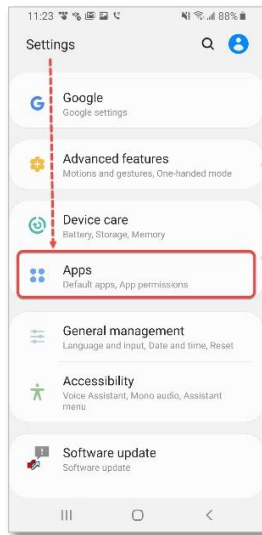 11:23 88%
Settings
Google
Google settings
Advanced features
Motions and gestures, One-handed mode
Device care
Battery, Storage, Memory
Apps
Default apps, App permissions
General management
Language and input, Date and time, Reset
Accessibility
Voice Assistant, Mono audio, Assistant
menu
Software update
Software update